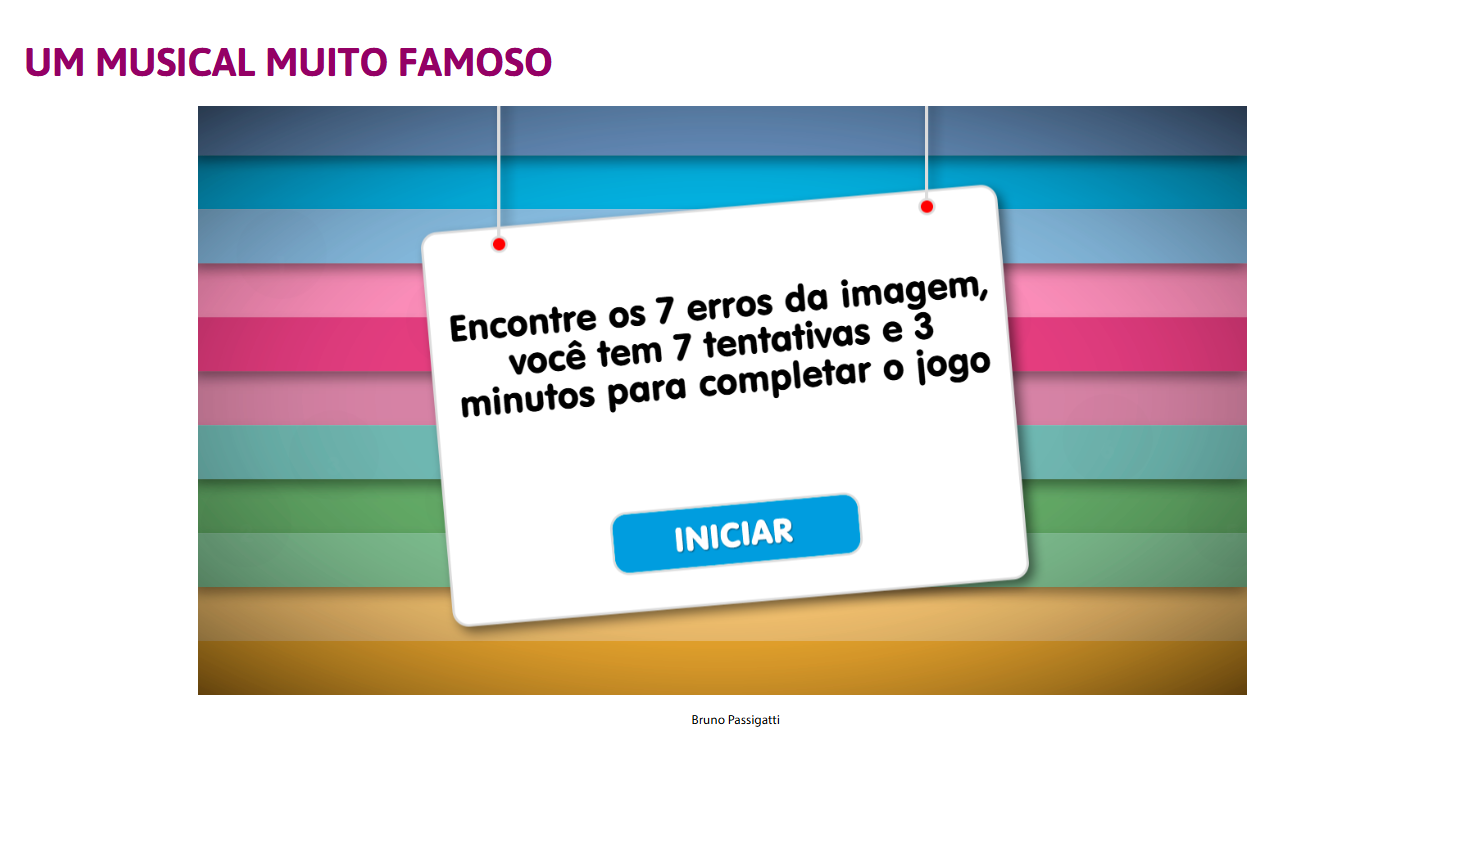 UM MUSICAL MUITO FAMOSO
Encontre os 7 erros da imagem,
você tem 7 tentativas e 3
minutos para completar o jogo
INICIAR
Bruno Passigatti